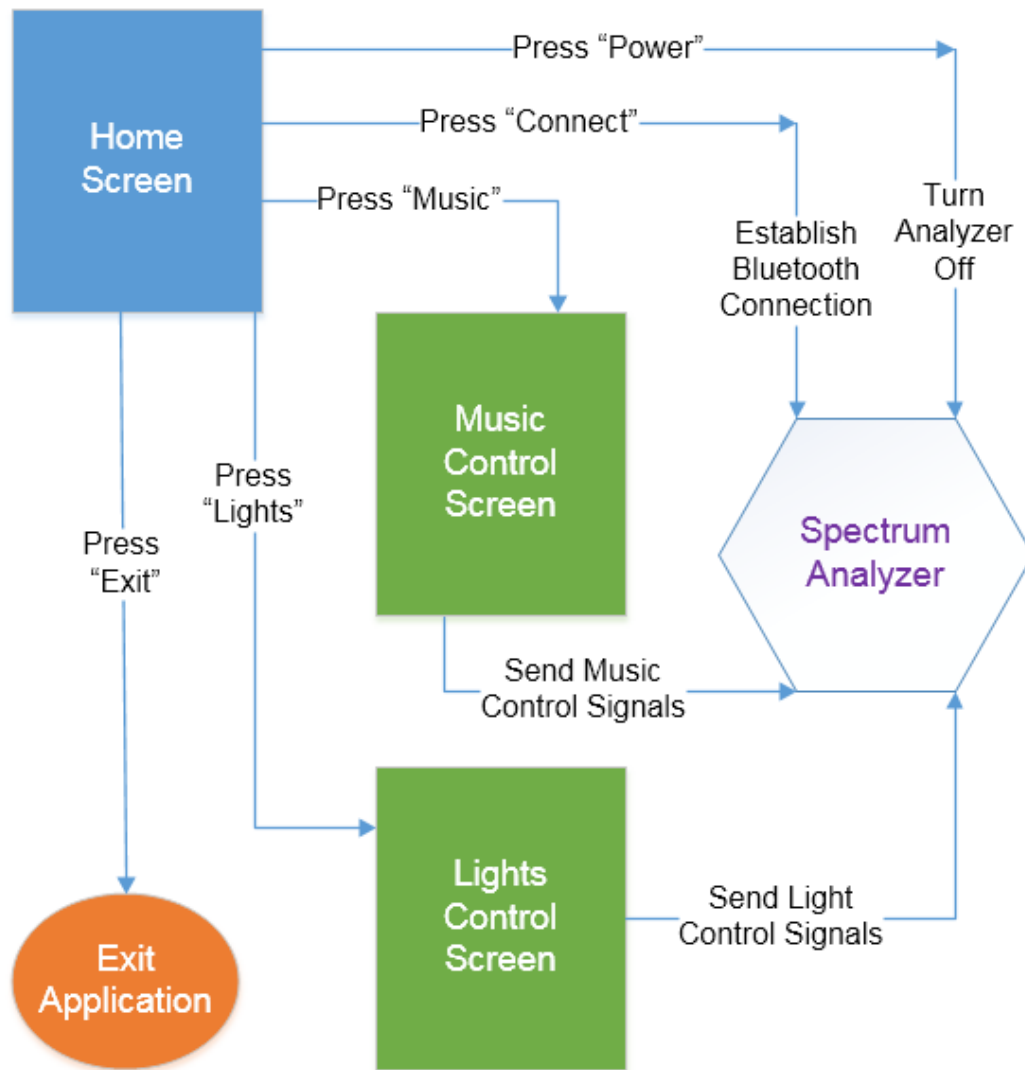 Home
Screen
Press “Power”
Press “Connect”
Press “Music”
Turn
Analyzer
Off
Establish
Bluetooth
Connection
Music
Control
Screen
Press
“Lights”
Press
“Exit”
Spectrum
Analyzer
Send Music
Control Signals
Lights
Control
Screen
Send Light
Control Signals
Exit
Application